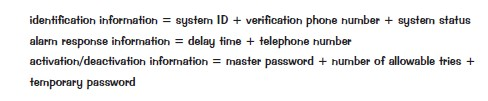 identification information = system ID + verification phone number + system status
alarm response information = delay time + telephone number
activation/deactivation information = master password + number of allowable tries +
temporary password